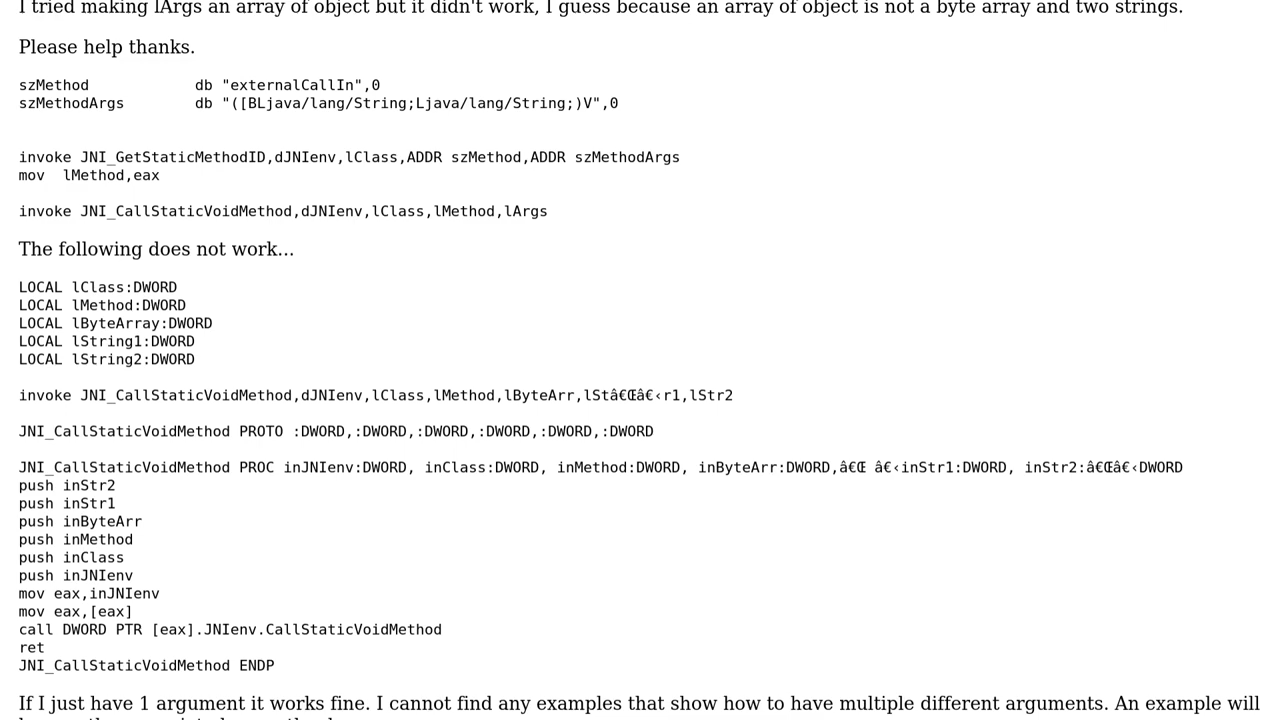 I tried making lArgs an array of object but it didn't work, I guess because an array of object is not a byte array and two strings.
Please help thanks.
szMethod            db "externalCallIn",0
szMethodArgs        db "([BLjava/lang/String;Ljava/lang/String;)V",0
invoke JNI_GetStaticMethodID,dJNIenv,lClass,ADDR szMethod,ADDR szMethodArgs
mov  lMethod,eax
invoke JNI_CallStaticVoidMethod,dJNIenv,lClass,lMethod,lArgs
The following does not work...
LOCAL lClass:DWORD
LOCAL lMethod:DWORD
LOCAL lByteArray:DWORD
LOCAL lString1:DWORD
LOCAL lString2:DWORD
invoke JNI_CallStaticVoidMethod,dJNIenv,lClass,lMethod,lByteArr,lStâ€Œâ€‹r1,lStr2
JNI_CallStaticVoidMethod PROTO :DWORD,:DWORD,:DWORD,:DWORD,:DWORD,:DWORD
JNI_CallStaticVoidMethod PROC inJNIenv:DWORD, inClass:DWORD, inMethod:DWORD, inByteArr:DWORD,â€Œ â€‹inStr1:DWORD, inStr2:â€Œâ€‹DWORD
push inStr2
push inStr1
push inByteArr
push inMethod
push inClass
push inJNIenv
mov eax,inJNIenv
mov eax,[eax]
call DWORD PTR [eax].JNIenv.CallStaticVoidMethod
ret
JNI_CallStaticVoidMethod ENDP
If I just have 1 argument it works fine. I cannot find any examples that show how to have multiple different arguments. An example will